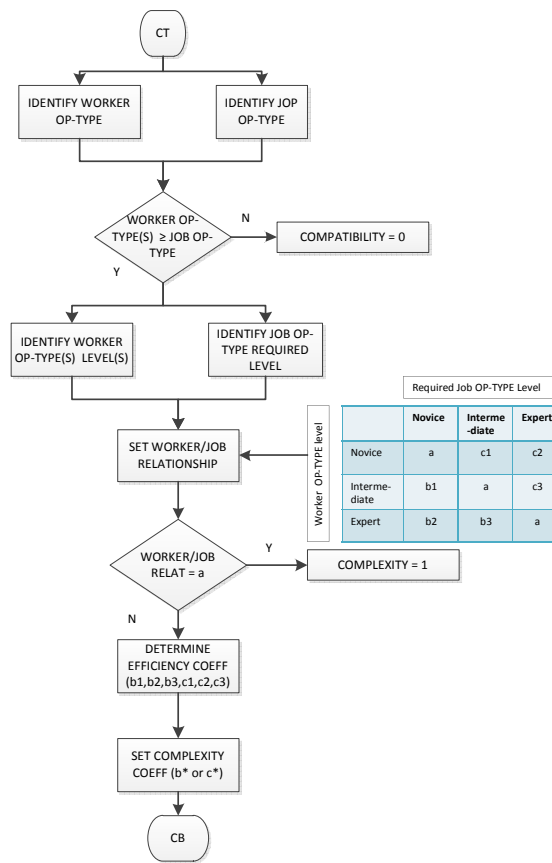 CT
IDENTIFY WORKER
OP-TYPE
IDENTIFY JOP
OP-TYPE
WORKER OP-
TYPE(S) ≥ JOB OP-
TYPE
N
COMPATIBILITY = 0
Y
IDENTIFY WORKER
OP-TYPE(S) LEVEL(S)
IDENTIFY JOB OP-
TYPE REQUIRED
LEVEL
Required Job OP-TYPE Level
Worker OP-TYPE level
Novice Interme Expert
-diate
Novice a c1 c2
Interme- b1 a c3
diate
Expert b2 b3 a
SET WORKER/JOB
RELATIONSHIP
WORKER/JOB
RELAT = a
Y
COMPLEXITY = 1
N
DETERMINE
EFFICIENCY COEFF
(b1,b2,b3,c1,c2,c3)
SET COMPLEXITY
COEFF (b* or c*)
CB